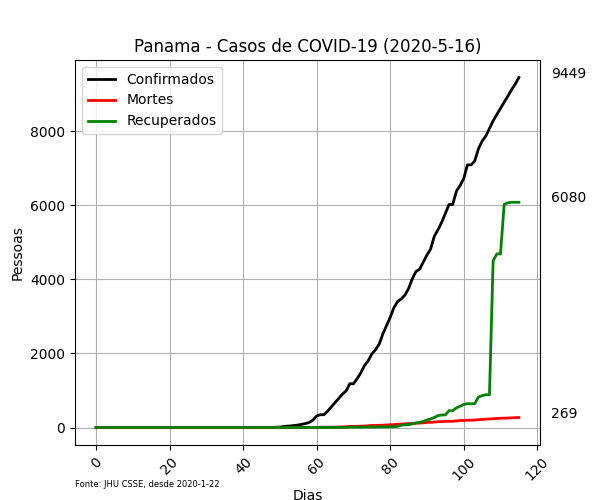 Panama - Casos de COVID-19 (2020-5-16)
Confirmados
Mortes
Recuperados
9449
6080
269
Pessoas
8000
6000
4000
2000
0
0
20
40
60
80
100
120
Fonte: JHU CSSE, desde 2020-1-22
Dias